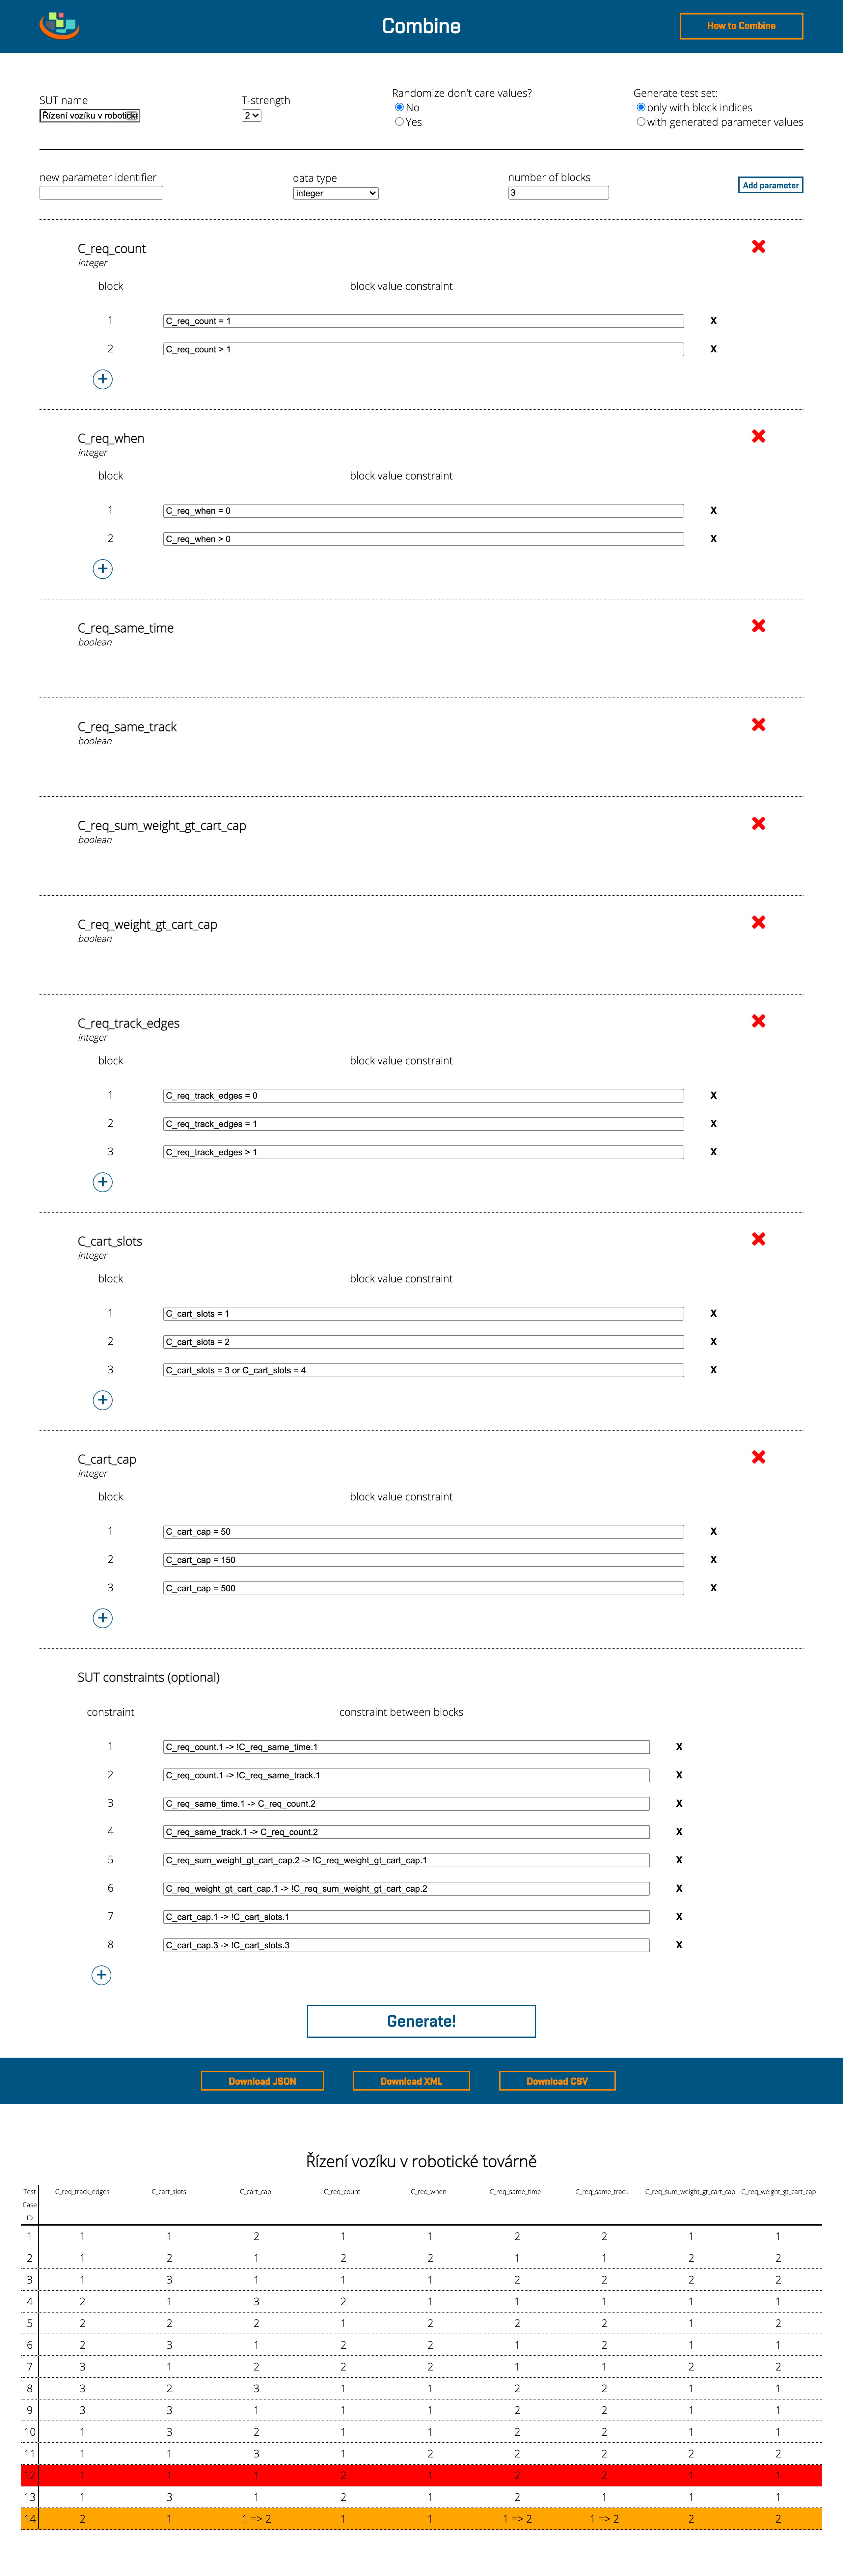 Combine
How to Combine
SUT name
Řízení vozíku v robotick
T-strength
2
Randomize don't care values?
No
Yes
Generate test set:
only with block indices
with generated parameter values
new parameter identifier
data type
integer
number of blocks
3
Add parameter
C_req_count
integer
block block value constraint
1 C_req_count = 1 X
2 C_req_count > 1 X
+
C_req_when
integer
block block value constraint
1 C_req_when = 0 X
2 C_req_when > 0 X
+
C_req_same_time
boolean
C_req_same_track
boolean
C_req_sum_weight_gt_cart_cap
boolean
C_req_weight_gt_cart_cap
boolean
C_req_track_edges
integer
block block value constraint
1 C_req_track_edges = 0 X
2 C_req_track_edges = 1 X
3 C_req_track_edges > 1 X
+
C_cart_slots
integer
block block value constraint
1 C_cart_slots = 1 X
2 C_cart_slots = 2 X
3 C_cart_slots = 3 or C_cart_slots = 4 X
+
C_cart_cap
integer
block block value constraint
1 C_cart_cap = 50 X
2 C_cart_cap = 150 X
3 C_cart_cap = 500 X
+
SUT constraints (optional)
constraint constraint between blocks
1 C_req_count.1 -> !C_req_same_time.1 X
2 C_req_count.1 -> !C_req_same_track.1 X
3 C_req_same_time.1 -> C_req_count.2 X
4 C_req_same_track.1 -> C_req_count.2 X
5 C_req_sum_weight_gt_cart_cap.2 -> !C_req_weight_gt_cart_cap.1 X
6 C_req_weight_gt_cart_cap.1 -> !C_req_sum_weight_gt_cart_cap.2 X
7 C_cart_cap.1 -> !C_cart_slots.1 X
8 C_cart_cap.3 -> !C_cart_slots.3 X
+
Generate!
Download JSON Download XML Download CSV
Řízení vozíku v robotické továrně
Test Case ID C_req_track_edges C_cart_slots C_cart_cap C_req_count C_req_when C_req_same_time C_req_same_track C_req_sum_weight_gt_cart_cap C_req_weight_gt_cart_cap
1 1 1 2 1 1 2 2 1 1
2 1 2 1 2 2 1 1 2 2
3 1 3 1 1 1 2 2 2 2
4 2 1 3 2 1 1 1 1 1
5 2 2 2 1 2 2 2 1 2
6 2 3 1 2 2 1 2 1 1
7 3 1 2 2 2 1 1 2 2
8 3 2 3 1 1 2 2 1 1
9 3 3 1 1 1 2 2 1 1
10 1 3 2 1 1 2 2 1 1
11 1 1 3 1 2 2 2 2 2
12 1 1 1 2 1 2 2 1 1
13 1 3 1 2 1 2 1 1 1
14 2 1 1 => 2 1 1 1 => 2 1 => 2 2 2